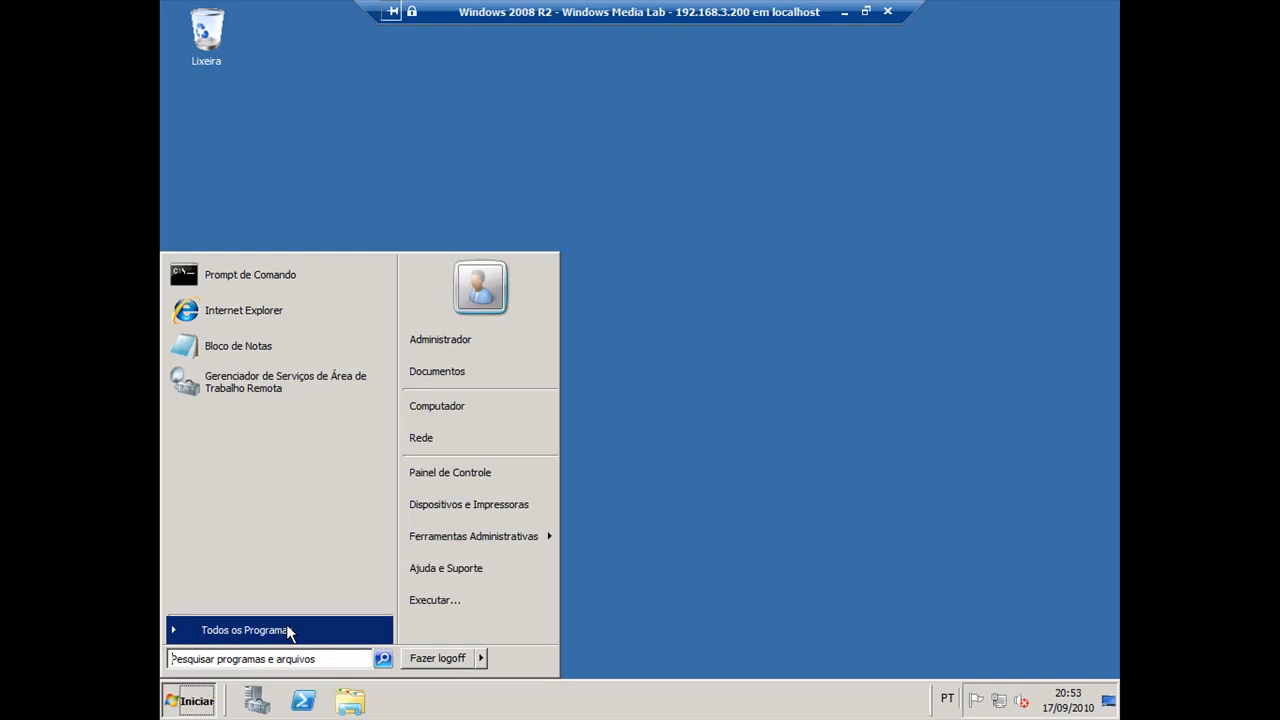 Windows 2008 R2 - Windows Media Lab - 192.168.3.200 em localhost
Lixeira
C:\_
Prompt de Comando
Internet Explorer
Bloco de Notas
Gerenciador de Serviços de Área de
Trabalho Remota
Administrador
Documentos
Computador
Rede
Painel de Controle
Dispositivos e Impressoras
Ferramentas Administrativas
Ajuda e Suporte
Executar...
Todos os Programas
Pesquisar programas e arquivos
Fazer logoff
Iniciar
PT
20:53
17/09/2010